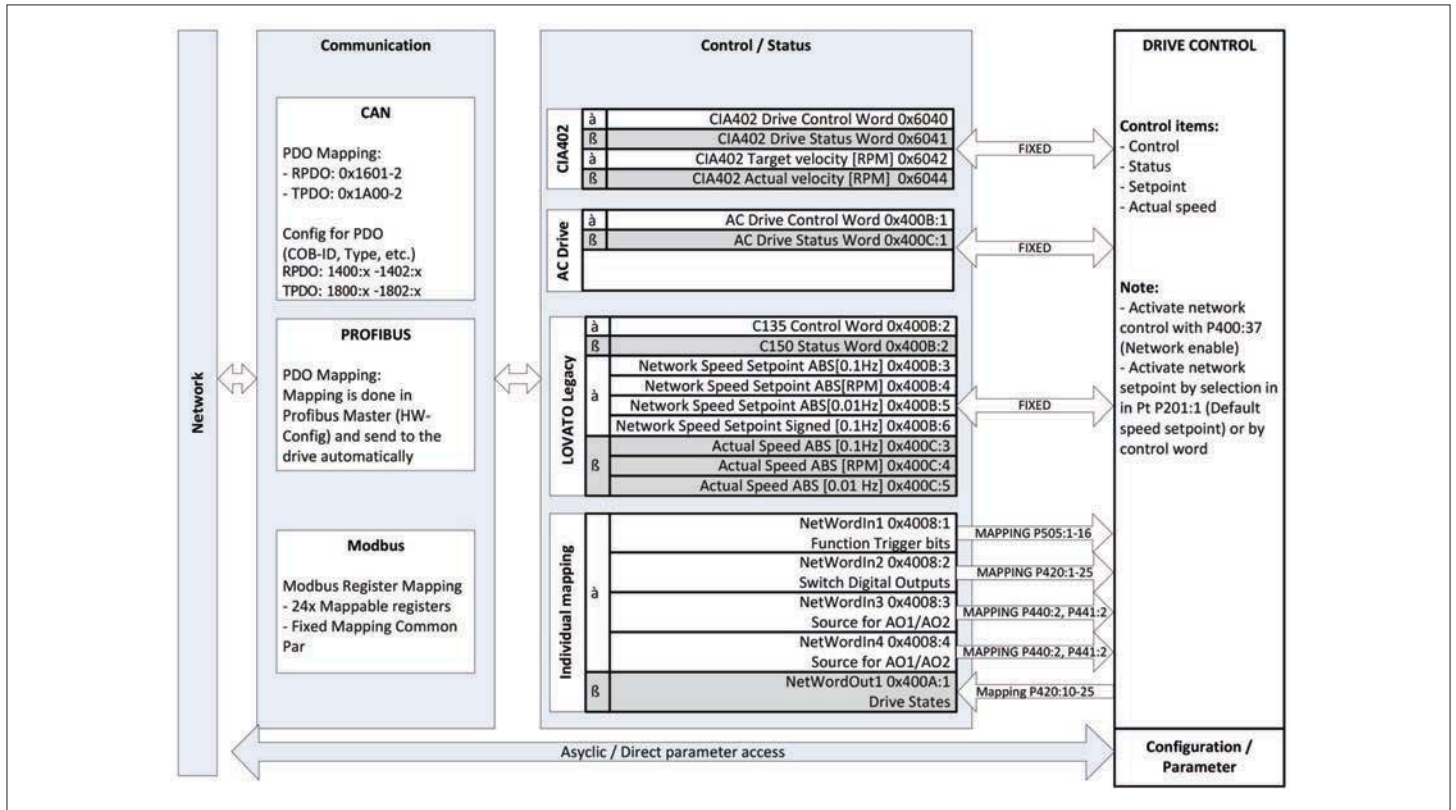 Network
Communication
CAN
PDO Mapping:
- RPDO: 0x1601-2
- TPDO: 0x1A00-2
Config for PDO
(COB-ID, Type, etc.)
RPDO: 1400:x -1402:x
TPDO: 1800:x -1802:x
PROFIBUS
PDO Mapping:
Mapping is done in
Profibus Master (HW-
Config) and send to the
drive automatically
Modbus
Modbus Register Mapping
- 24x Mappable registers
- Fixed Mapping Common
Par
Control / Status
CIA402
à
CIA402 Drive Control Word 0x6040
ß
CIA402 Drive Status Word 0x6041
à
CIA402 Target velocity [RPM] 0x6042
ß
CIA402 Actual velocity [RPM] 0x6044
FIXED
AC Drive
à
AC Drive Control Word 0x400B:1
ß
AC Drive Status Word 0x400C:1
FIXED
LOVATO Legacy
à
C135 Control Word 0x400B:2
ß
C150 Status Word 0x400B:2
à
Network Speed Setpoint ABS[0.1Hz] 0x400B:3
Network Speed Setpoint ABS[RPM] 0x400B:4
Network Speed Setpoint ABS[0.01Hz] 0x400B:5
Network Speed Setpoint Signed [0.1Hz] 0x400B:6
ß
Actual Speed ABS [0.1Hz] 0x400C:3
Actual Speed ABS [RPM] 0x400C:4
Actual Speed ABS [0.01 Hz] 0x400C:5
FIXED
Individual mapping
à
NetWordIn1 0x4008:1
Function Trigger bits
MAPPING P505:1-16
NetWordIn2 0x4008:2
Switch Digital Outputs
MAPPING P420:1-25
NetWordIn3 0x4008:3
Source for AO1/AO2
MAPPING P440:2, P441:2
NetWordIn4 0x4008:4
Source for AO1/AO2
MAPPING P440:2, P441:2
ß
NetWordOut1 0x400A:1
Drive States
Mapping P420:10-25
DRIVE CONTROL
Control items:
- Control
- Status
- Setpoint
- Actual speed
Note:
- Activate network
control with P400:37
(Network enable)
- Activate network
setpoint by selection in
in Pt P201:1 (Default
speed setpoint) or by
control word
Asyclic / Direct parameter access
Configuration /
Parameter